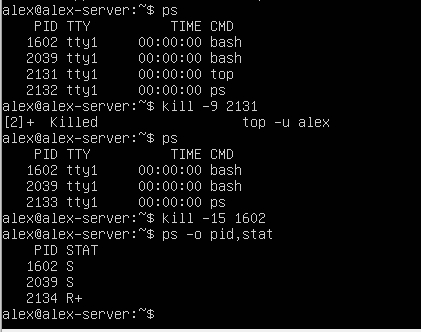 alex@alex-server:~$ ps
PID TTY TIME CMD
1602 tty1 00:00:00 bash
2039 tty1 00:00:00 bash
2131 tty1 00:00:00 top
2132 tty1 00:00:00 ps
alex@alex-server:~$ kill -9 2131
[2]+ Killed top -u alex
alex@alex-server:~$ ps
PID TTY TIME CMD
1602 tty1 00:00:00 bash
2039 tty1 00:00:00 bash
2133 tty1 00:00:00 ps
alex@alex-server:~$ kill -15 1602
alex@alex-server:~$ ps -o pid,stat
PID STAT
1602 S
2039 S
2134 R+
alex@alex-server:~$